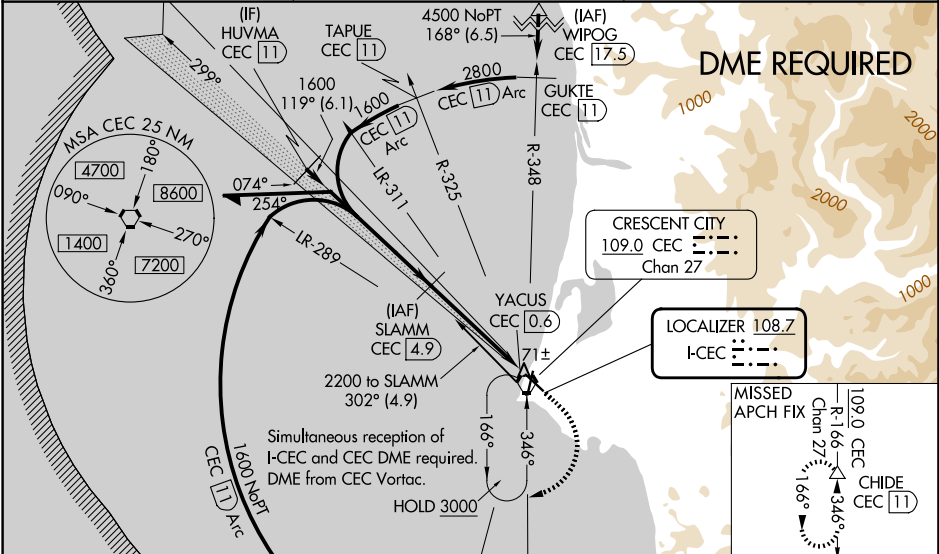 (IF)
HUVMA
CEC 11
TAPUE
CEC 11
4500 NoPT
168° (6.5)
(IAF)
WIPOG
CEC 17.5
DME REQUIRED
299°
1600
119° (6.1)
1600
CEC 11
Arc
2800
CEC 11 Arc
GUKTE
CEC 11
1000
2000
2000
1000
MSA CEC 25 NM
4700
180°
8600
090°
270°
1400
7200
360°
074°
254°
LR-289
LR-311
R-325
R-348
CRESCENT CITY
109.0 CEC
Chan 27
(IAF)
SLAMM
CEC 4.9
YACUS
CEC 0.6
LOCALIZER 108.7
I-CEC
71±
2200 to SLAMM
302° (4.9)
Simultaneous reception of
I-CEC and CEC DME required.
DME from CEC Vortac.
166°
346°
HOLD 3000
1600 NoPT
CEC 11 Arc
MISSED
APCH FIX
109.0 CEC
R-166
Chan 27
CHIDE
CEC 11
166°
346°